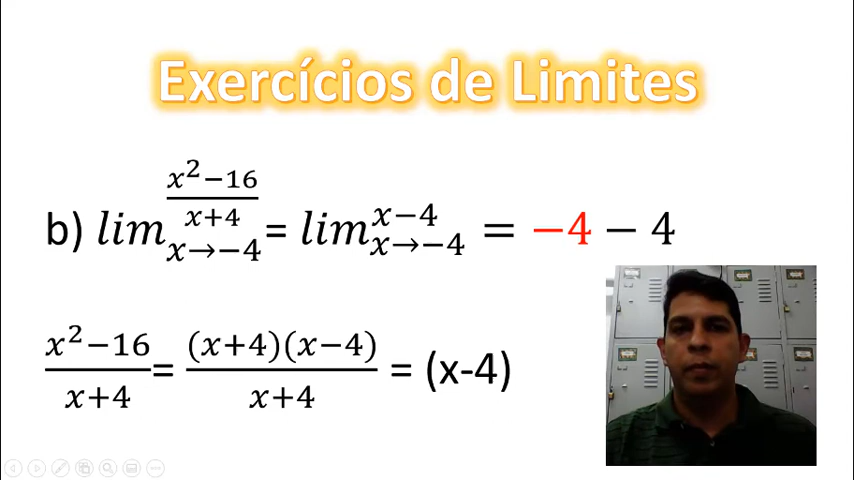 Exercícios de Limites
b) lim x→−4 x²−16/x+4 = lim x→−4 x−4 = −4 − 4
x²−16/x+4 = (x+4)(x−4)/x+4 = (x-4)